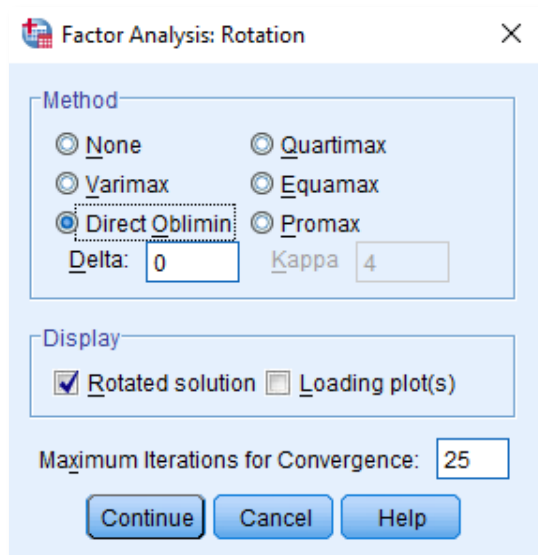 Factor Analysis: Rotation
Method
None Quartimax
Varimax Equamax
Direct Oblimin Promax
Delta: 0 Kappa 4
Display
Rotated solution Loading plot(s)
Maximum Iterations for Convergence: 25
Continue Cancel Help